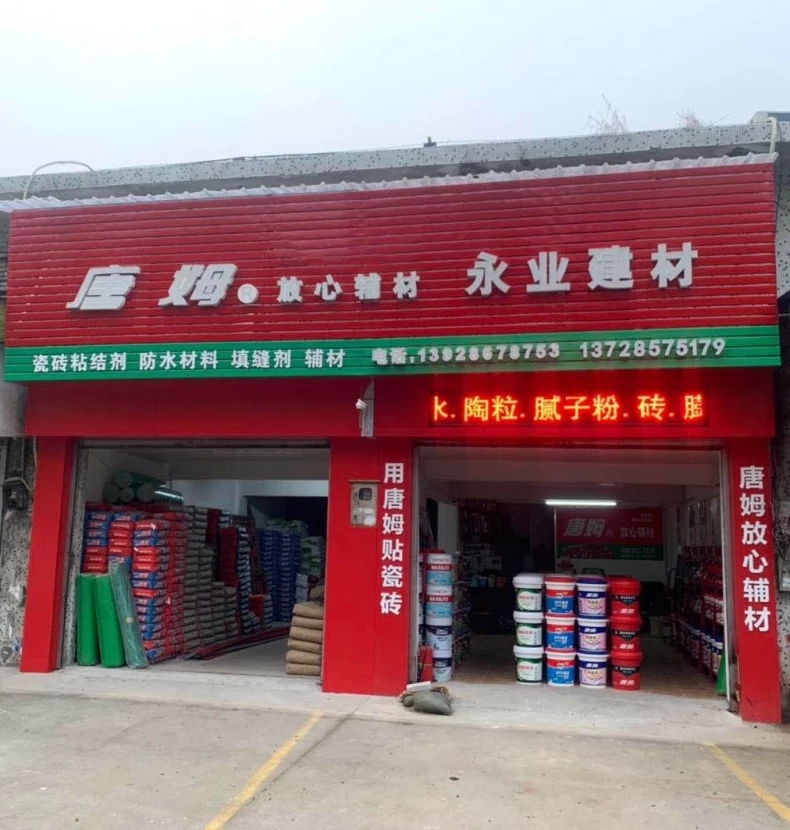 唐姆® 放心辅材 永业建材
瓷砖粘结剂 防水材料 填缝剂 辅材 电话.13928678753 13728575179
水.陶粒.腻子粉.砖.腻
用唐姆贴瓷砖
唐姆放心辅材
唐姆 放心辅材